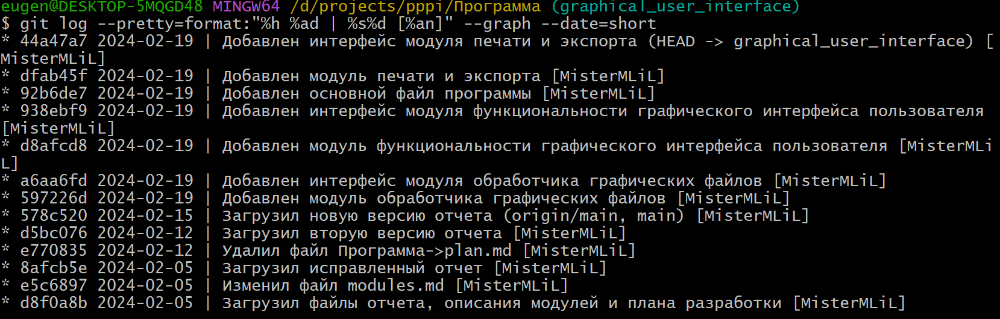 eugen@DESKTOP-5MQGD48 MINGW64 /d/projects/pppi/Программа (graphical_user_interface)
$ git log --pretty=format:"%h %ad | %s%d [%an]" --graph --date=short
* 44a47a7 2024-02-19 | Добавлен интерфейс модуля печати и экспорта (HEAD -> graphical_user_interface) [
MisterMLiL]
* dfab45f 2024-02-19 | Добавлен модуль печати и экспорта [MisterMLiL]
* 92b6de7 2024-02-19 | Добавлен основной файл программы [MisterMLiL]
* 938ebf9 2024-02-19 | Добавлен интерфейс модуля функциональности графического интерфейса пользователя
[MisterMLiL]
* d8afcd8 2024-02-19 | Добавлен модуль функциональности графического интерфейса пользователя [MisterMLi
L]
* a6aa6fd 2024-02-19 | Добавлен интерфейс модуля обработчика графических файлов [MisterMLiL]
* 597226d 2024-02-19 | Добавлен модуль обработчика графических файлов [MisterMLiL]
* 578c520 2024-02-15 | Загрузил новую версию отчета (origin/main, main) [MisterMLiL]
* d5bc076 2024-02-12 | Загрузил вторую версию отчета [MisterMLiL]
* e770835 2024-02-12 | Удалил файл Программа->plan.md [MisterMLiL]
* 8afcb5e 2024-02-05 | Загрузил исправленный отчет [MisterMLiL]
* e5c6897 2024-02-05 | Изменил файл modules.md [MisterMLiL]
* d8f0a8b 2024-02-05 | Загрузил файлы отчета, описания модулей и плана разработки [MisterMLiL]